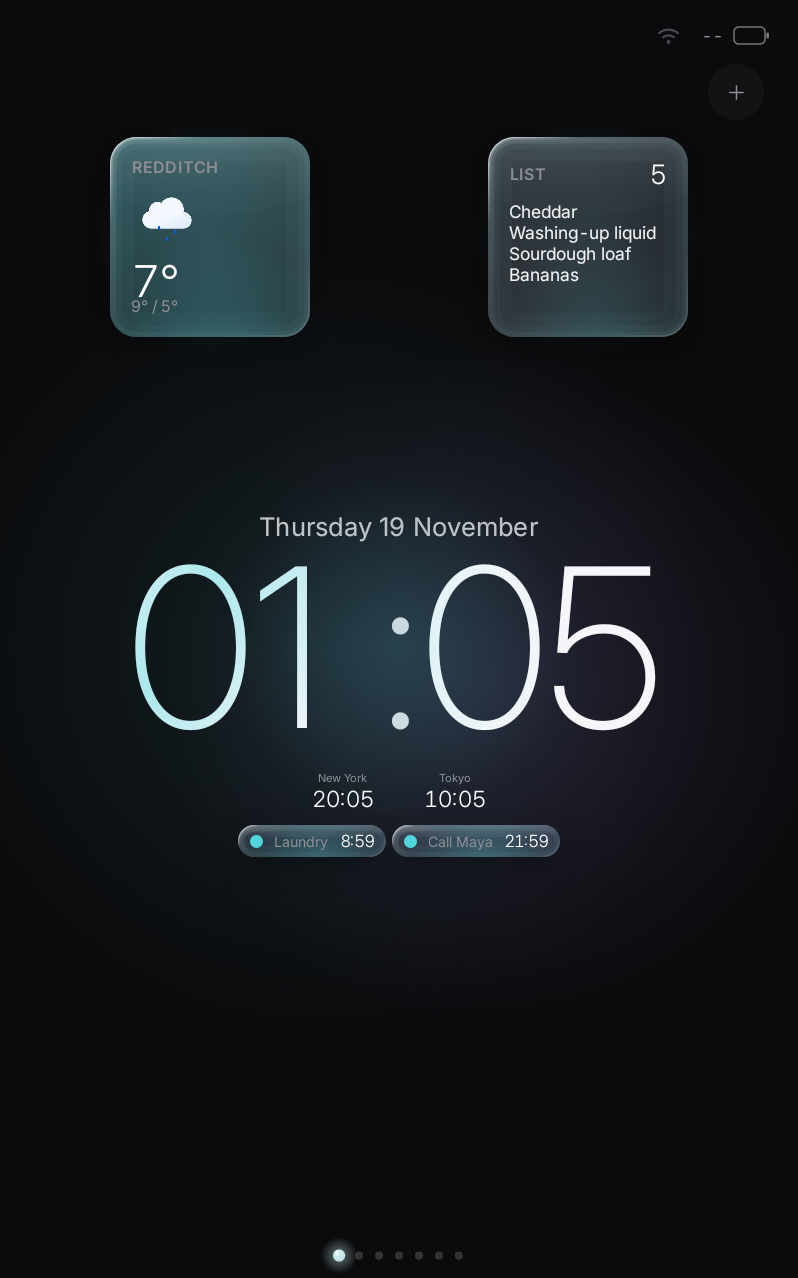 --
+
REDDITCH
7°
9° / 5°
LIST 5
Cheddar
Washing-up liquid
Sourdough loaf
Bananas
Thursday 19 November
01:05
New York Tokyo
20:05 10:05
Laundry 8:59 Call Maya 21:59